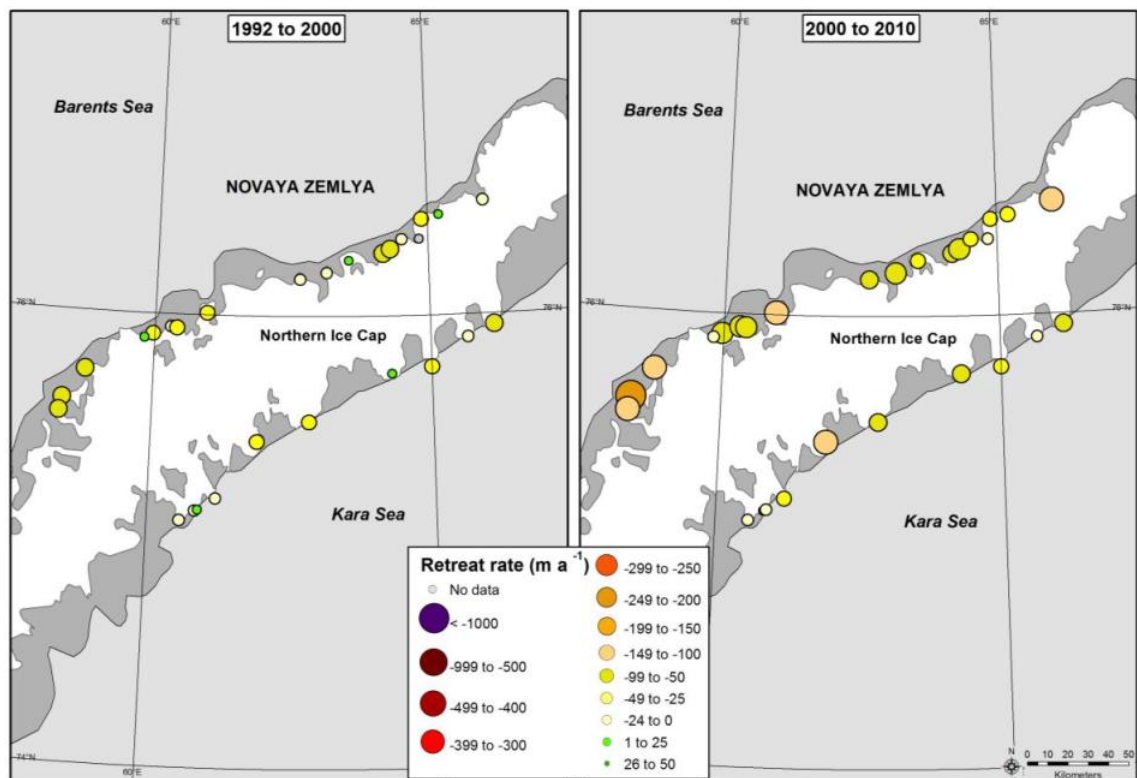 1992 to 2000
60°E
65°E
Barents Sea
NOVAYA ZEMLYA
76°N
76°N
Northern Ice Cap
Kara Sea
74°N
60°E
2000 to 2010
60°E
65°E
Barents Sea
NOVAYA ZEMLYA
76°N
76°N
Northern Ice Cap
Kara Sea
65°E
Retreat rate (m a⁻¹)
No data
< -1000
-999 to -500
-499 to -400
-399 to -300
-299 to -250
-249 to -200
-199 to -150
-149 to -100
-99 to -50
-49 to -25
-24 to 0
1 to 25
26 to 50
N
0 10 20 30 40 50
Kilometers